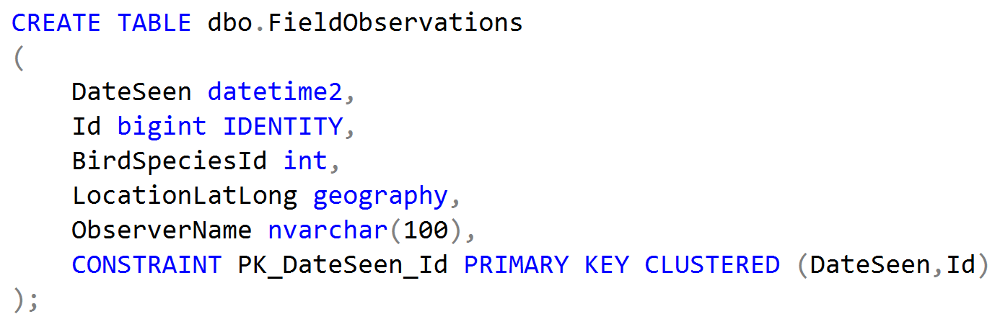 CREATE TABLE dbo.FieldObservations
(
    DateSeen datetime2,
    Id bigint IDENTITY,
    BirdSpeciesId int,
    LocationLatLong geography,
    ObserverName nvarchar(100),
    CONSTRAINT PK_DateSeen_Id PRIMARY KEY CLUSTERED (DateSeen,Id)
);